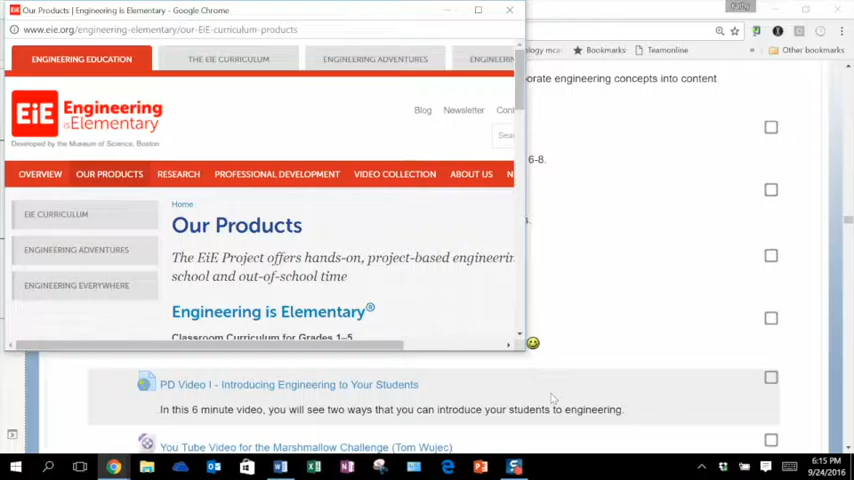 Our Products | Engineering is Elementary - Google Chrome
www.eie.org/engineering-elementary/our-EiE-curriculum-products
Bookmarks
Teamonline
»
Other bookmarks
ENGINEERING EDUCATION
THE EIE CURRICULUM
ENGINEERING ADVENTURES
orate engineering concepts into content
EiE
Engineering
isElementary
Developed by the Museum of Science, Boston
Blog
Newsletter
6-8.
OVERVIEW
OUR PRODUCTS
RESEARCH
PROFESSIONAL DEVELOPMENT
VIDEO COLLECTION
ABOUT US
N
EIE CURRICULUM
ENGINEERING ADVENTURES
ENGINEERING EVERYWHERE
Home
Our Products
The EiE Project offers hands-on, project-based engineerin
school and out-of-school time
Engineering is Elementary®
Classroom Curriculum for Grades 1–5
PD Video I - Introducing Engineering to Your Students
In this 6 minute video, you will see two ways that you can introduce your students to engineering.
You Tube Video for the Marshmallow Challenge (Tom Wujec)
6:15 PM
9/24/2016